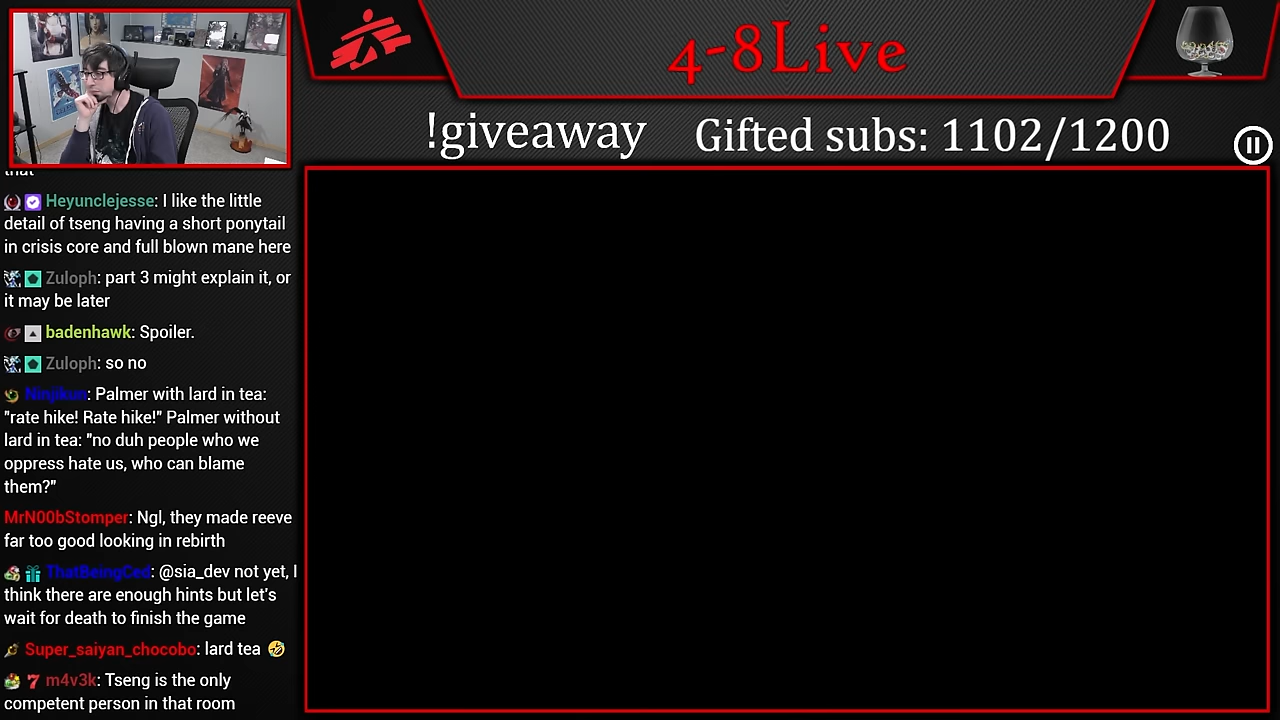 4-8Live
!giveaway
Gifted subs: 1102/1200
that
Heyunclejesse: I like the little
detail of tseng having a short ponytail
in crisis core and full blown mane here
Zuloph: part 3 might explain it, or
it may be later
badenhawk: Spoiler.
Zuloph: so no
Ninjikun: Palmer with lard in tea:
"rate hike! Rate hike!" Palmer without
lard in tea: "no duh people who we
oppress hate us, who can blame
them?"
MrN00bStomper: Ngl, they made reeve
far too good looking in rebirth
ThatBeingCed: @sia_dev not yet, I
think there are enough hints but let's
wait for death to finish the game
Super_saiyan_chocobo: lard tea 🤣
7 m4v3k: Tseng is the only
competent person in that room